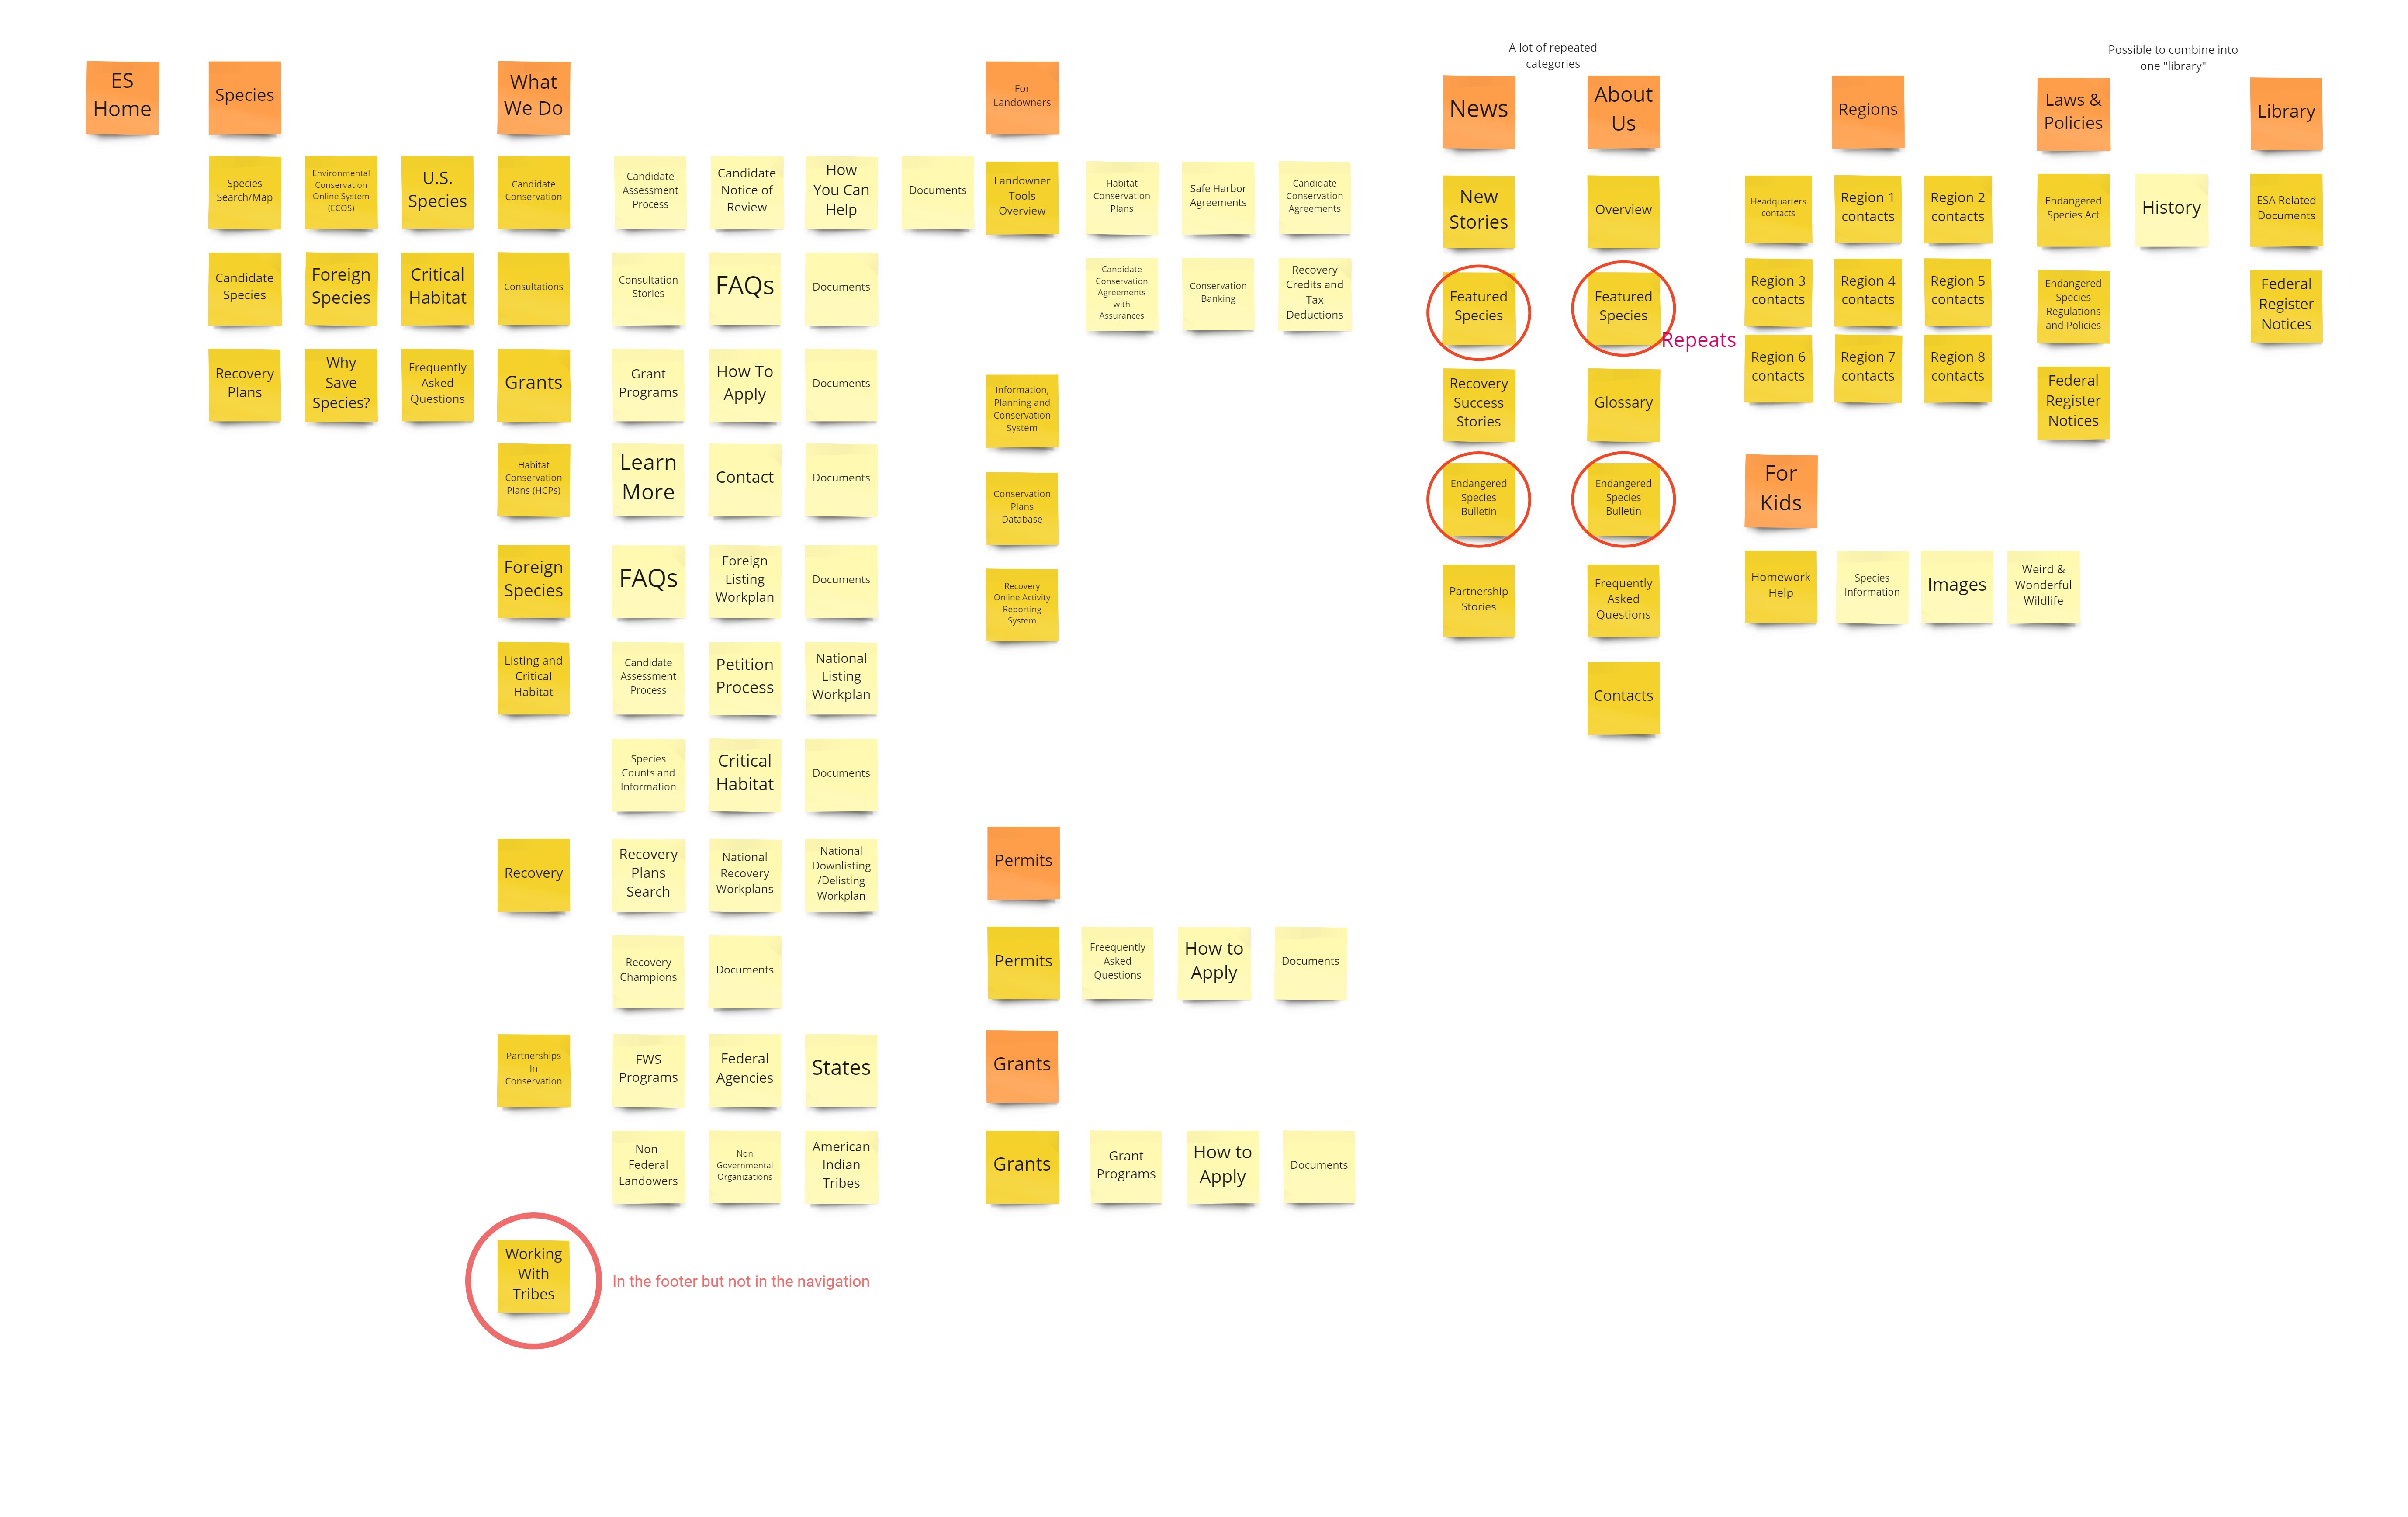 A lot of repeated
categories
Possible to combine into
one "library"
ES
Home
Species
What
We Do
For
Landowners
News
About
Us
Regions
Laws &
Policies
Library
Species
Search/Map
Environmental
Conservation
Online System
(ECOS)
U.S.
Species
Candidate
Species
Foreign
Species
Critical
Habitat
Recovery
Plans
Why
Save
Species?
Frequently
Asked
Questions
Candidate
Conservation
Candidate
Assessment
Process
Candidate
Notice of
Review
How
You Can
Help
Documents
Consultations
Consultation
Stories
FAQs
Documents
Grants
Grant
Programs
How To
Apply
Documents
Habitat
Conservation
Plans (HCPs)
Learn
More
Contact
Documents
Foreign
Species
FAQs
Foreign
Listing
Workplan
Documents
Listing and
Critical
Habitat
Candidate
Assessment
Process
Petition
Process
National
Listing
Workplan
Species
Counts and
Information
Critical
Habitat
Documents
Recovery
Recovery
Plans
Search
National
Recovery
Workplans
National
Downlisting
/Delisting
Workplan
Recovery
Champions
Documents
Partnerships
In
Conservation
FWS
Programs
Federal
Agencies
States
Non-
Federal
Landowers
Non
Governmental
Organizations
American
Indian
Tribes
Working
With
Tribes
In the footer but not in the navigation
Landowner
Tools
Overview
Habitat
Conservation
Plans
Safe Harbor
Agreements
Candidate
Conservation
Agreements
Candidate
Conservation
Agreements
with
Assurances
Conservation
Banking
Recovery
Credits and
Tax
Deductions
Information,
Planning and
Conservation
System
Conservation
Plans
Database
Recovery
Online Activity
Reporting
System
Permits
Permits
Freequently
Asked
Questions
How to
Apply
Documents
Grants
Grants
Grant
Programs
How to
Apply
Documents
New
Stories
Featured
Species
Recovery
Success
Stories
Endangered
Species
Bulletin
Partnership
Stories
Overview
Featured
Species
Repeats
Glossary
Endangered
Species
Bulletin
Frequently
Asked
Questions
Contacts
Headquarters
contacts
Region 1
contacts
Region 2
contacts
Region 3
contacts
Region 4
contacts
Region 5
contacts
Region 6
contacts
Region 7
contacts
Region 8
contacts
For
Kids
Homework
Help
Species
Information
Images
Weird &
Wonderful
Wildlife
Endangered
Species Act
History
Endangered
Species
Regulations
and Policies
Federal
Register
Notices
ESA Related
Documents
Federal
Register
Notices